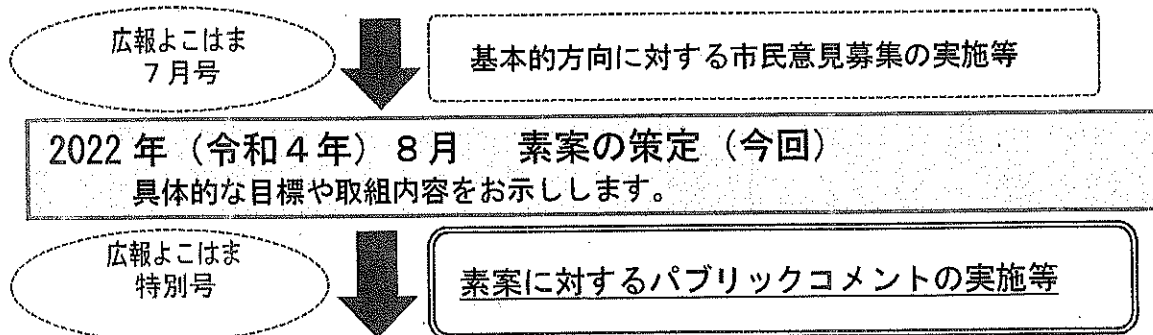 広報よこはま
7月号
基本的方向に対する市民意見募集の実施等
2022年（令和4年）8月　素案の策定（今回）
具体的な目標や取組内容をお示しします。
広報よこはま
特別号
素案に対するパブリックコメントの実施等